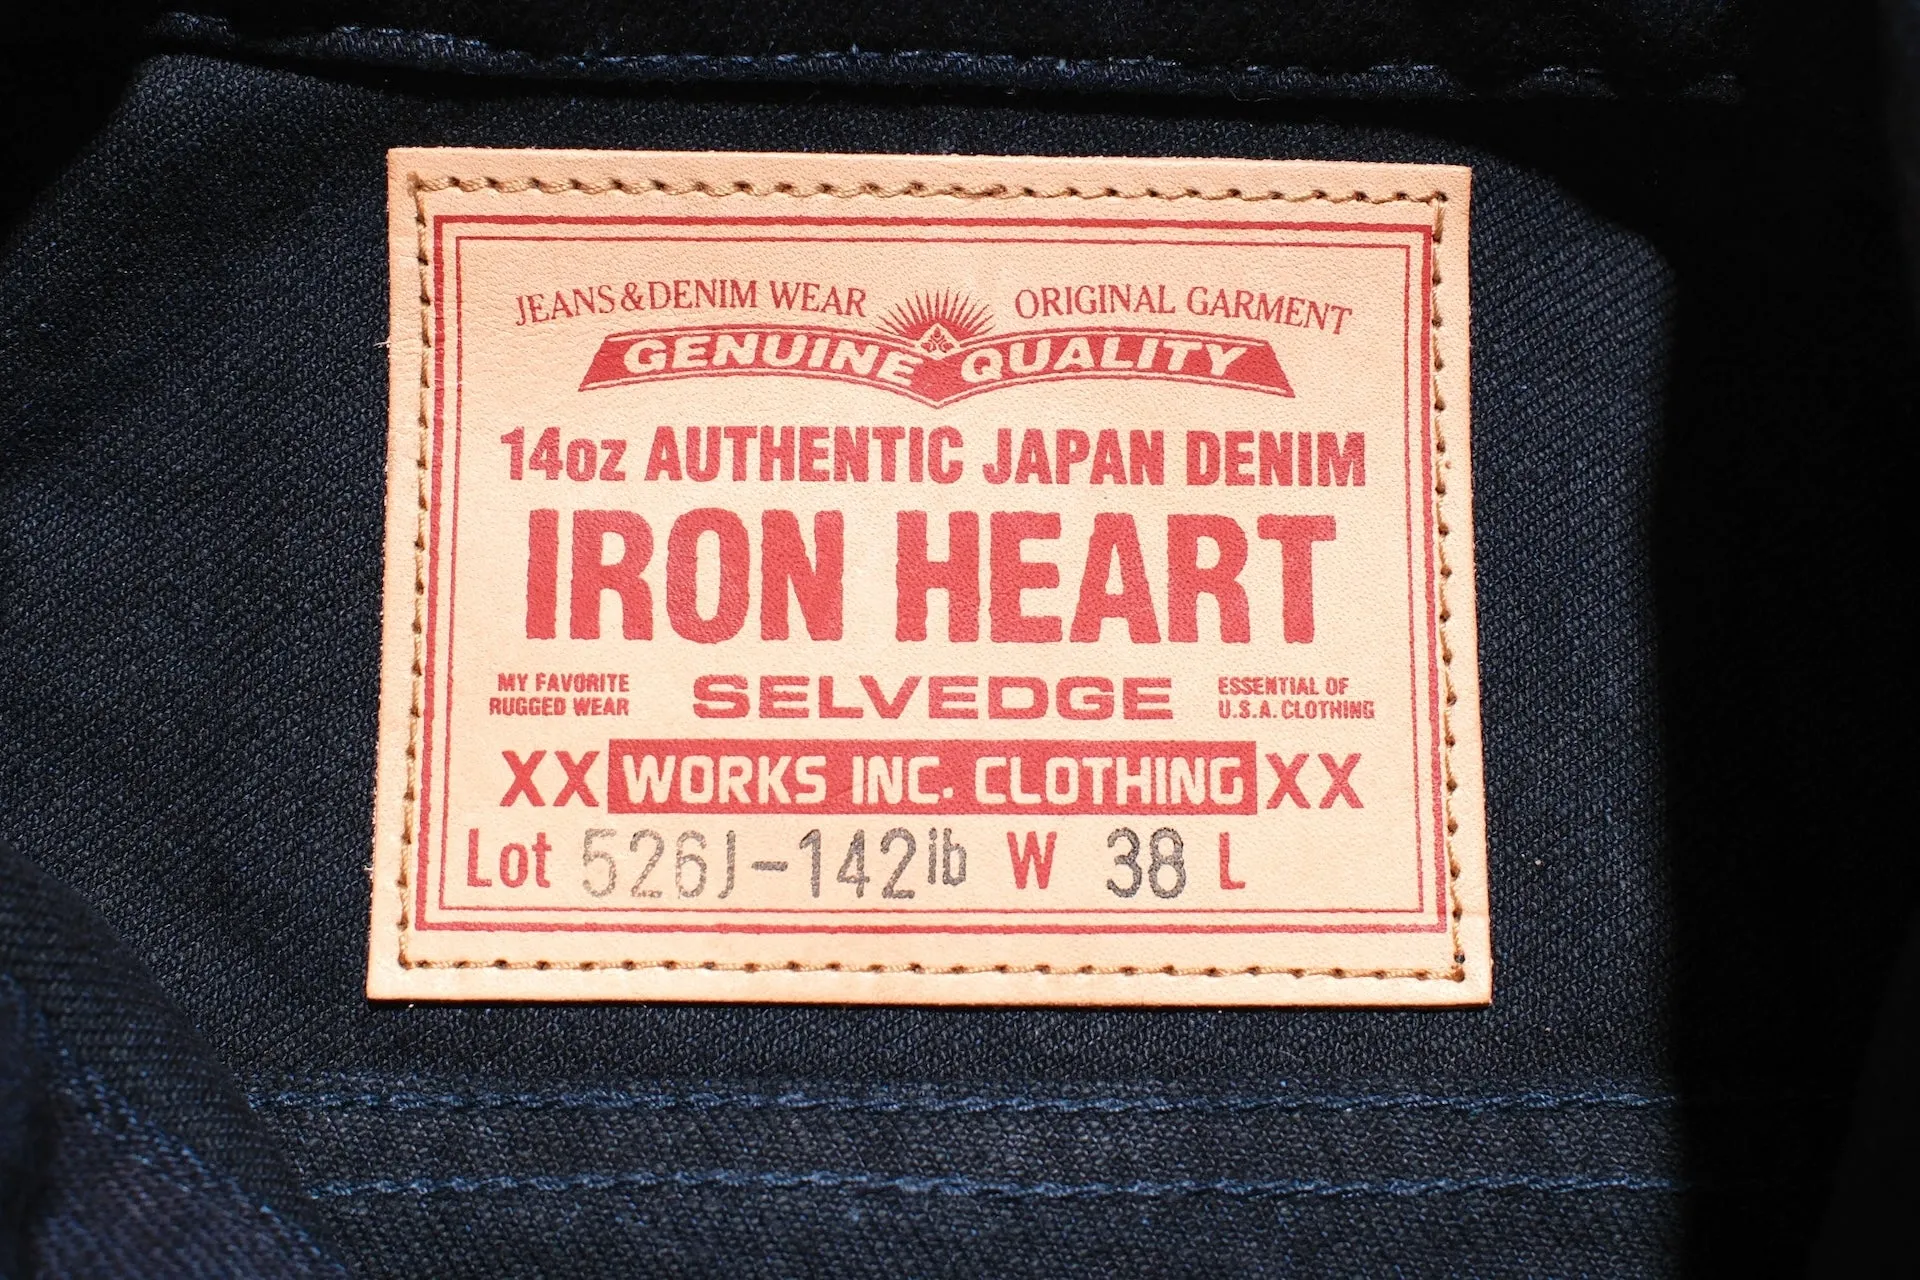 JEANS & DENIM WEAR ORIGINAL GARMENT
GENUINE QUALITY
14oz AUTHENTIC JAPAN DENIM
IRON HEART
MY FAVORITE
RUGGED WEAR
SELVEDGE
ESSENTIAL OF
U.S.A. CLOTHING
XX WORKS INC. CLOTHING XX
Lot 526J-142ib W 38 L